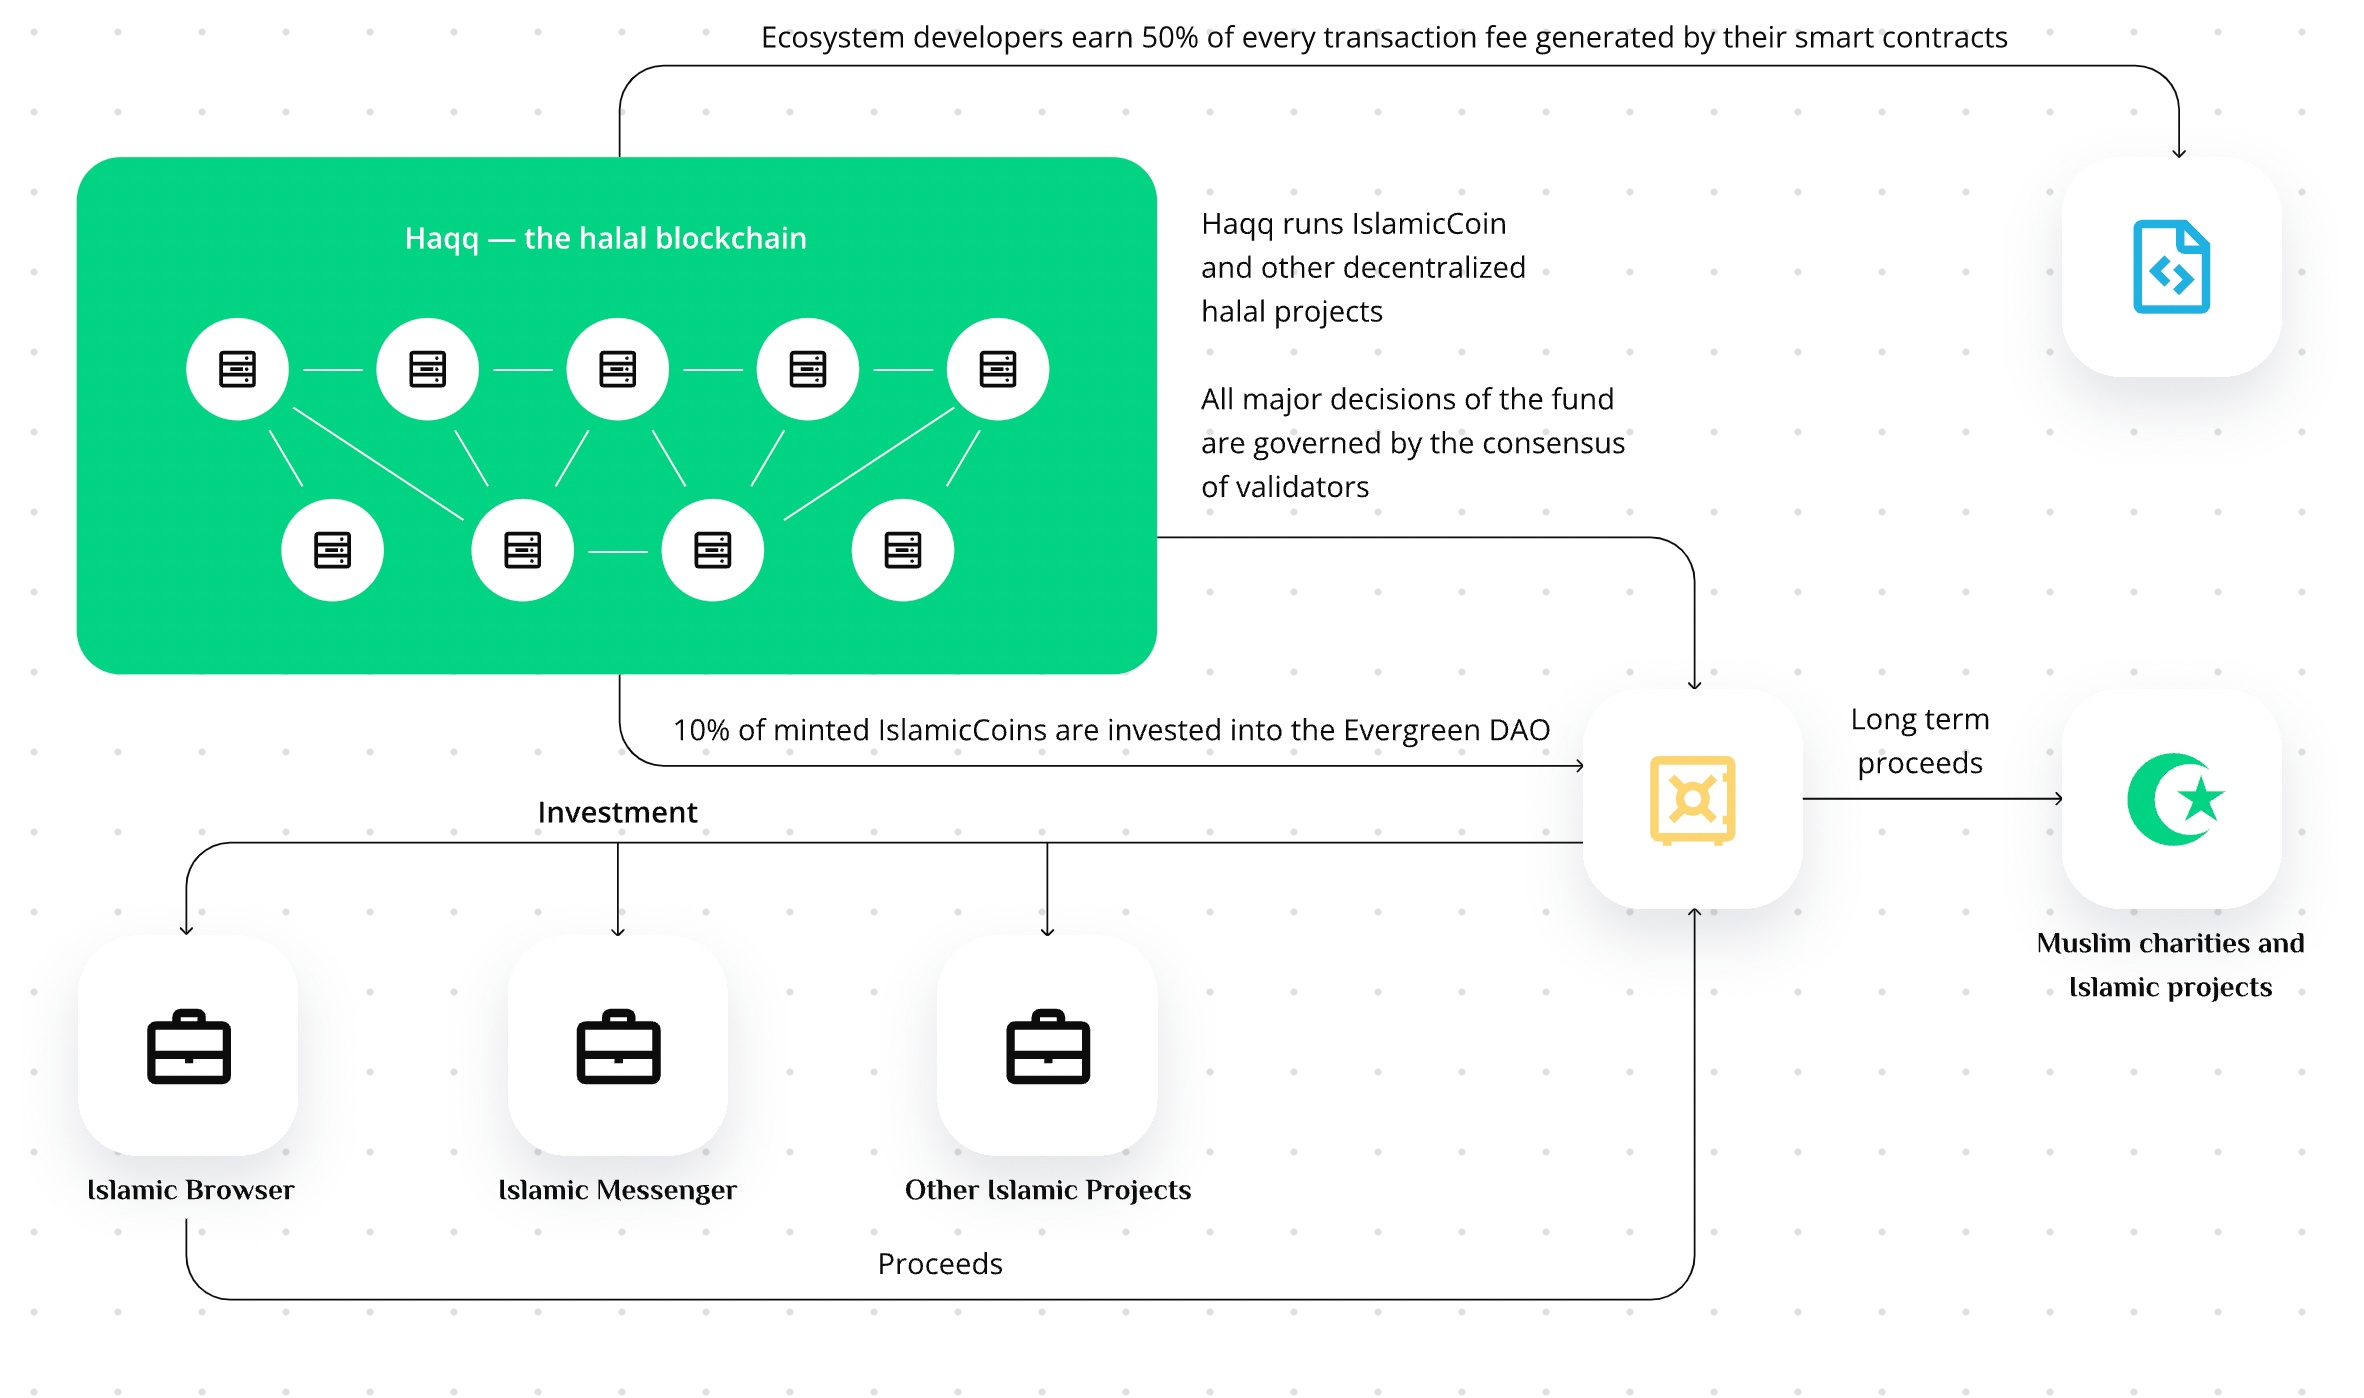 Ecosystem developers earn 50% of every transaction fee generated by their smart contracts
Haqq — the halal blockchain
Haqq runs IslamicCoin
and other decentralized
halal projects
All major decisions of the fund
are governed by the consensus
of validators
10% of minted IslamicCoins are invested into the Evergreen DAO
Long term
proceeds
Investment
Muslim charities and
Islamic projects
Islamic Browser
Islamic Messenger
Other Islamic Projects
Proceeds